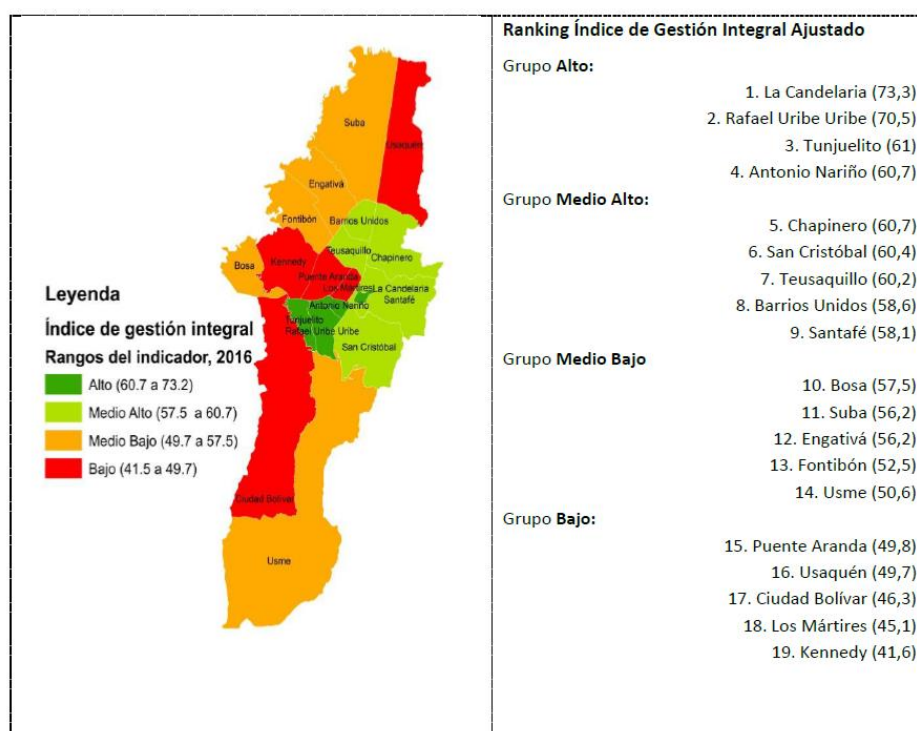 Suba
Usaquén
Engativá
Fontibón
Barrios Unidos
Teusaquillo
Chapinero
Bosa
Kennedy
Puente Aranda
Los Mártires
La Candelaria
Santafé
Antonio Nariño
Tunjuelito
Rafael Uribe Uribe
San Cristóbal
Ciudad Bolívar
Usme
Leyenda
Índice de gestión integral
Rangos del indicador, 2016
Alto (60.7 a 73.2)
Medio Alto (57.5 a 60.7)
Medio Bajo (49.7 a 57.5)
Bajo (41.5 a 49.7)
Ranking Índice de Gestión Integral Ajustado
Grupo Alto:
1. La Candelaria (73,3)
2. Rafael Uribe Uribe (70,5)
3. Tunjuelito (61)
4. Antonio Nariño (60,7)
Grupo Medio Alto:
5. Chapinero (60,7)
6. San Cristóbal (60,4)
7. Teusaquillo (60,2)
8. Barrios Unidos (58,6)
9. Santafé (58,1)
Grupo Medio Bajo
10. Bosa (57,5)
11. Suba (56,2)
12. Engativá (56,2)
13. Fontibón (52,5)
14. Usme (50,6)
Grupo Bajo:
15. Puente Aranda (49,8)
16. Usaquén (49,7)
17. Ciudad Bolívar (46,3)
18. Los Mártires (45,1)
19. Kennedy (41,6)